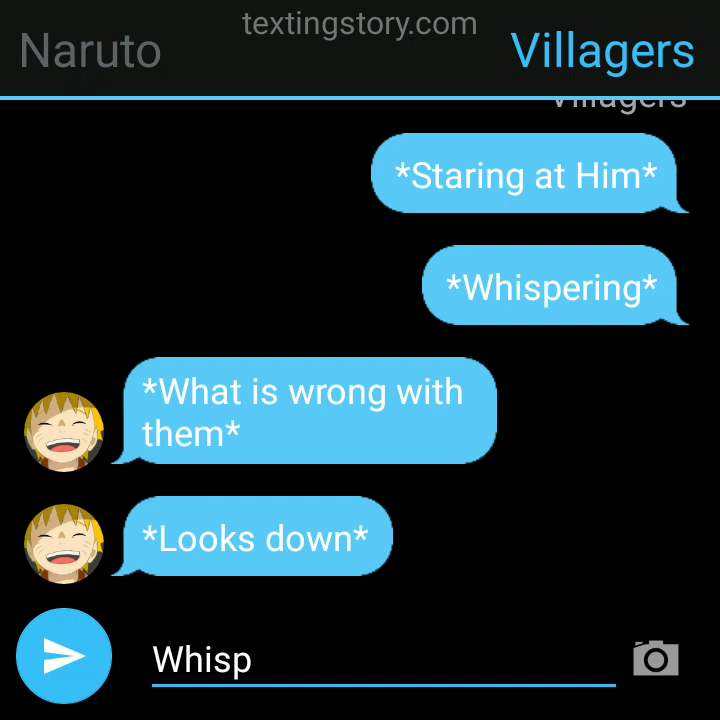 textingstory.com
Naruto
Villagers
Villagers
*Staring at Him*
*Whispering*
*What is wrong with
them*
*Looks down*
Whisp